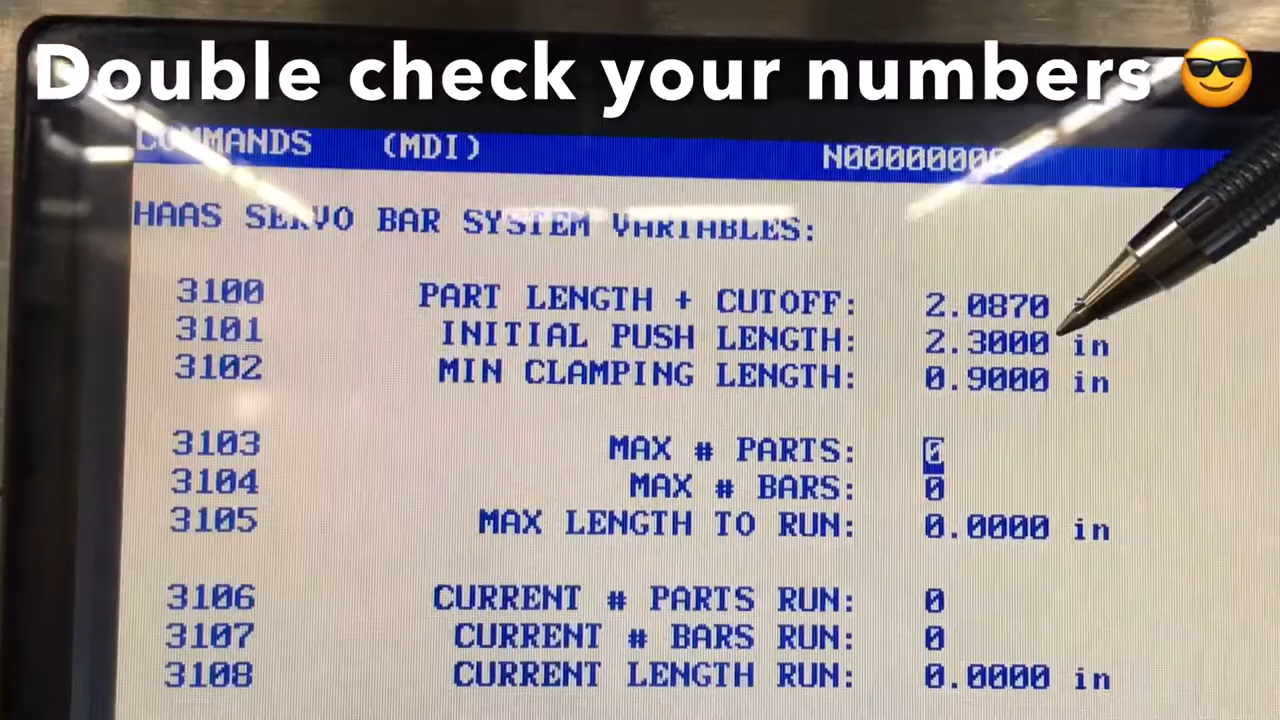 Double check your numbers 😎
COMMANDS (MDI) N00000000
HAAS SERVO BAR SYSTEM VARIABLES:
3100 PART LENGTH + CUTOFF: 2.0870 in
3101 INITIAL PUSH LENGTH: 2.3000 in
3102 MIN CLAMPING LENGTH: 0.9000 in
3103 MAX # PARTS: 0
3104 MAX # BARS: 0
3105 MAX LENGTH TO RUN: 0.0000 in
3106 CURRENT # PARTS RUN: 0
3107 CURRENT # BARS RUN: 0
3108 CURRENT LENGTH RUN: 0.0000 in